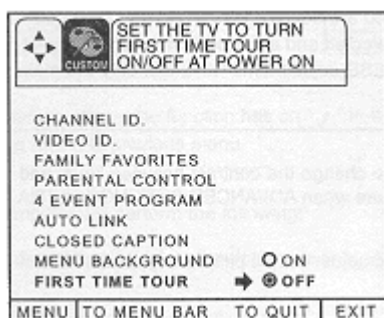 SET THE TV TO TURN
FIRST TIME TOUR
ON/OFF AT POWER ON
CUSTOM
CHANNEL ID.
VIDEO ID.
FAMILY FAVORITES
PARENTAL CONTROL
4 EVENT PROGRAM
AUTO LINK
CLOSED CAPTION
MENU BACKGROUND ON
FIRST TIME TOUR OFF
MENU TO MENU BAR TO QUIT EXIT